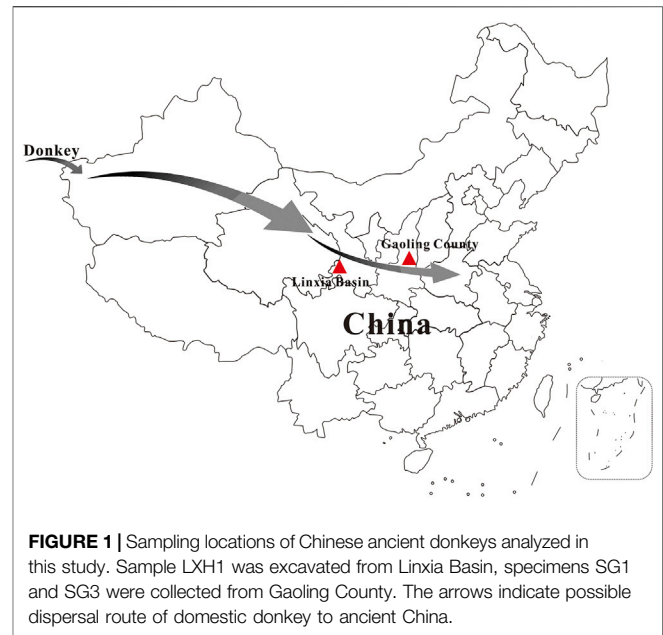 Donkey
Gaoling County
Linxia Basin
China
FIGURE 1 | Sampling locations of Chinese ancient donkeys analyzed in
this study. Sample LXH1 was excavated from Linxia Basin, specimens SG1
and SG3 were collected from Gaoling County. The arrows indicate possible
dispersal route of domestic donkey to ancient China.